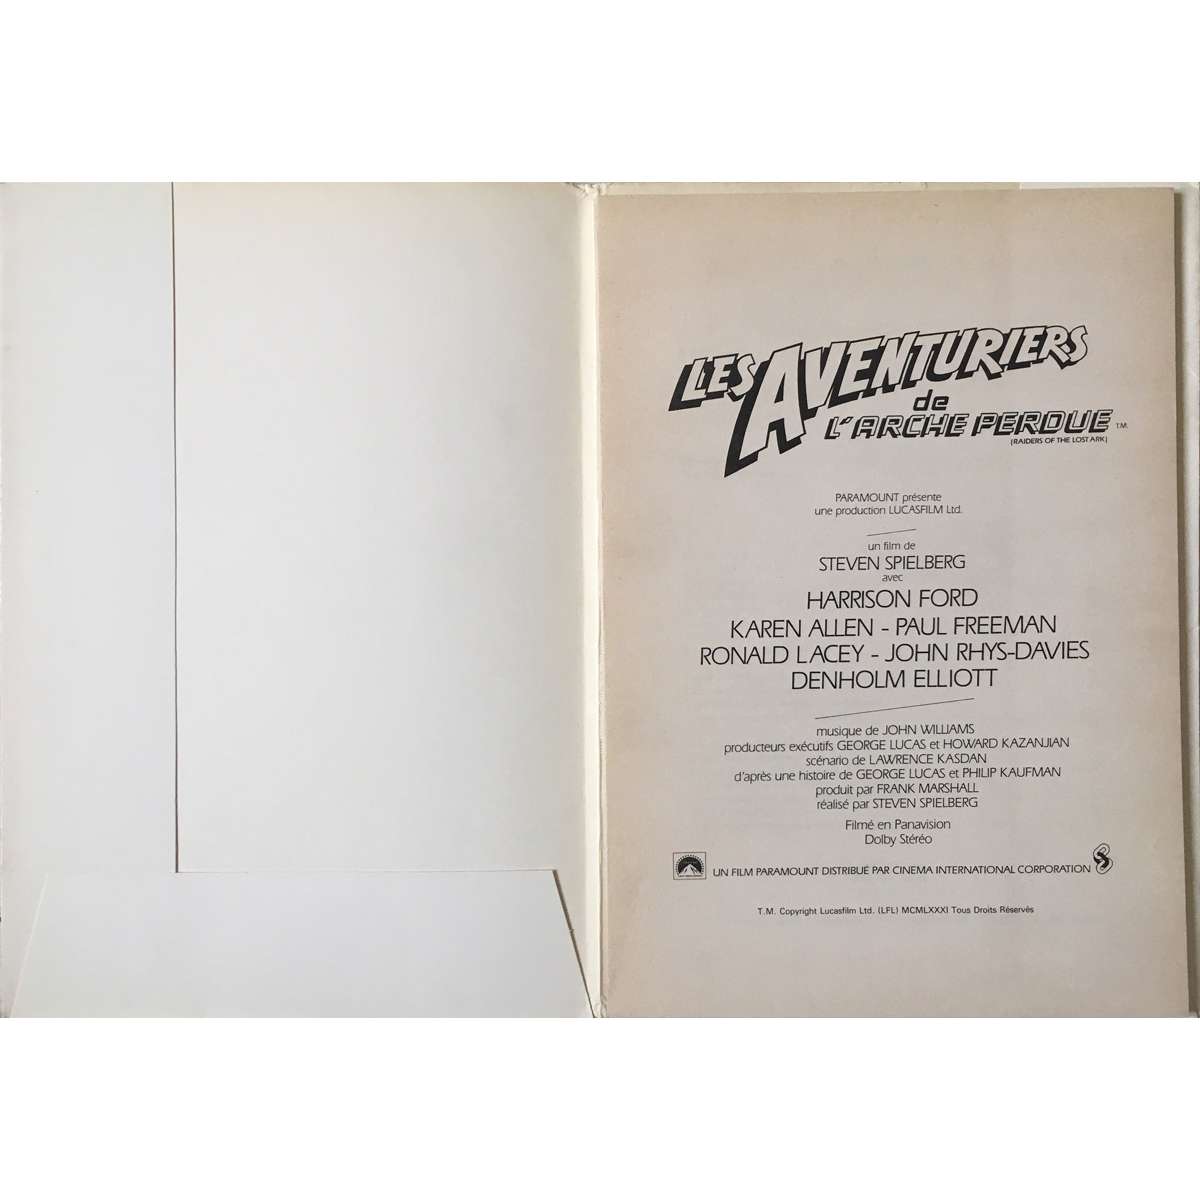 LES AVENTURIERS
de
L'ARCHE PERDUE T.M.
(RAIDERS OF THE LOST ARK)
PARAMOUNT présente
une production LUCASFILM Ltd.
un film de
STEVEN SPIELBERG
avec
HARRISON FORD
KAREN ALLEN - PAUL FREEMAN
RONALD LACEY - JOHN RHYS-DAVIES
DENHOLM ELLIOTT
musique de JOHN WILLIAMS
producteurs exécutifs GEORGE LUCAS et HOWARD KAZANJIAN
scénario de LAWRENCE KASDAN
d'après une histoire de GEORGE LUCAS et PHILIP KAUFMAN
produit par FRANK MARSHALL
réalisé par STEVEN SPIELBERG
Filmé en Panavision
Dolby Stéréo
UN FILM PARAMOUNT DISTRIBUÉ PAR CINEMA INTERNATIONAL CORPORATION
T.M. Copyright Lucasfilm Ltd. (LFL) MCMLXXXI Tous Droits Réservés